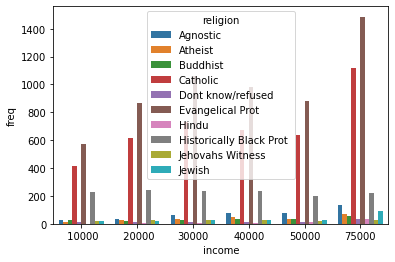 religion
Agnostic
Atheist
Buddhist
Catholic
Dont know/refused
Evangelical Prot
Hindu
Historically Black Prot
Jehovahs Witness
Jewish
1400
1200
1000
800
600
400
200
0
freq
10000 20000 30000 40000 50000 75000
income